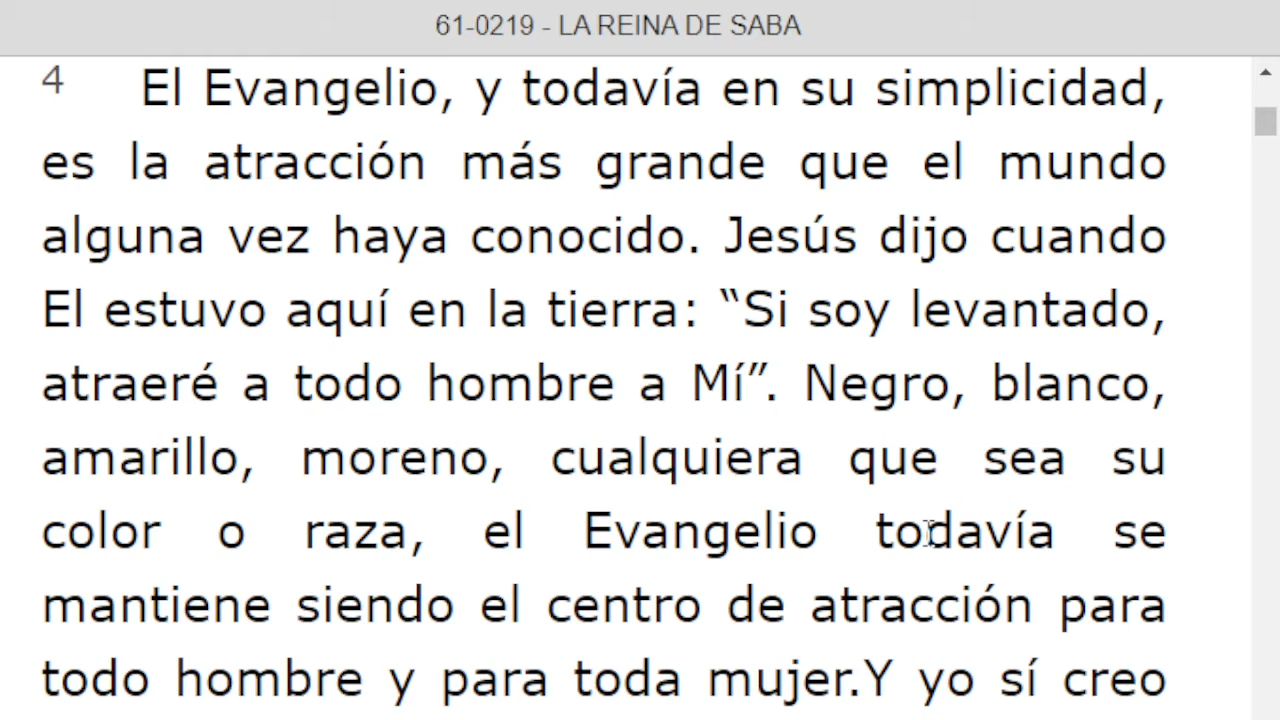 61-0219 - LA REINA DE SABA
4 El Evangelio, y todavía en su simplicidad,
es la atracción más grande que el mundo
alguna vez haya conocido. Jesús dijo cuando
El estuvo aquí en la tierra: “Si soy levantado,
atraeré a todo hombre a Mí”. Negro, blanco,
amarillo, moreno, cualquiera que sea su
color o raza, el Evangelio todavía se
mantiene siendo el centro de atracción para
todo hombre y para toda mujer.Y yo sí creo